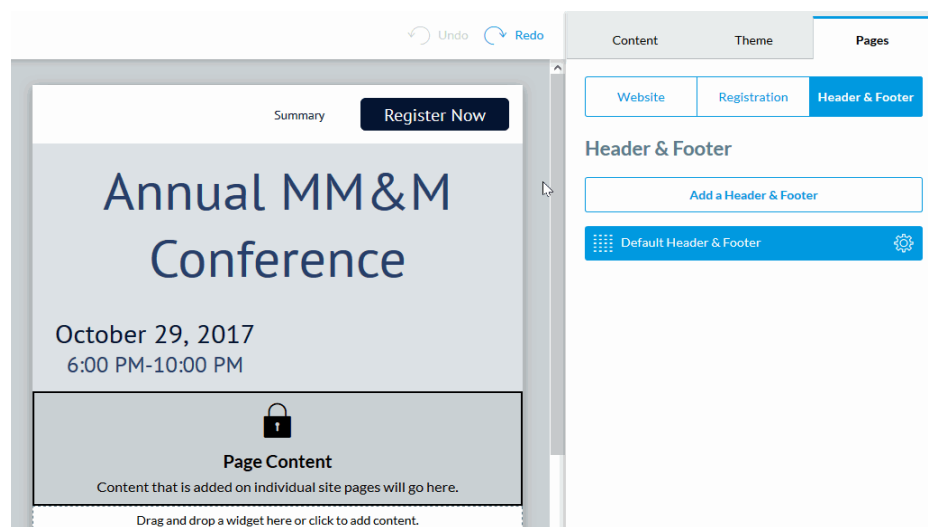 Undo Redo
Content Theme Pages
Summary Register Now
Website Registration Header & Footer
Annual MM&M
Conference
Header & Footer
Add a Header & Footer
Default Header & Footer
October 29, 2017
6:00 PM-10:00 PM
Page Content
Content that is added on individual site pages will go here.
Drag and drop a widget here or click to add content.